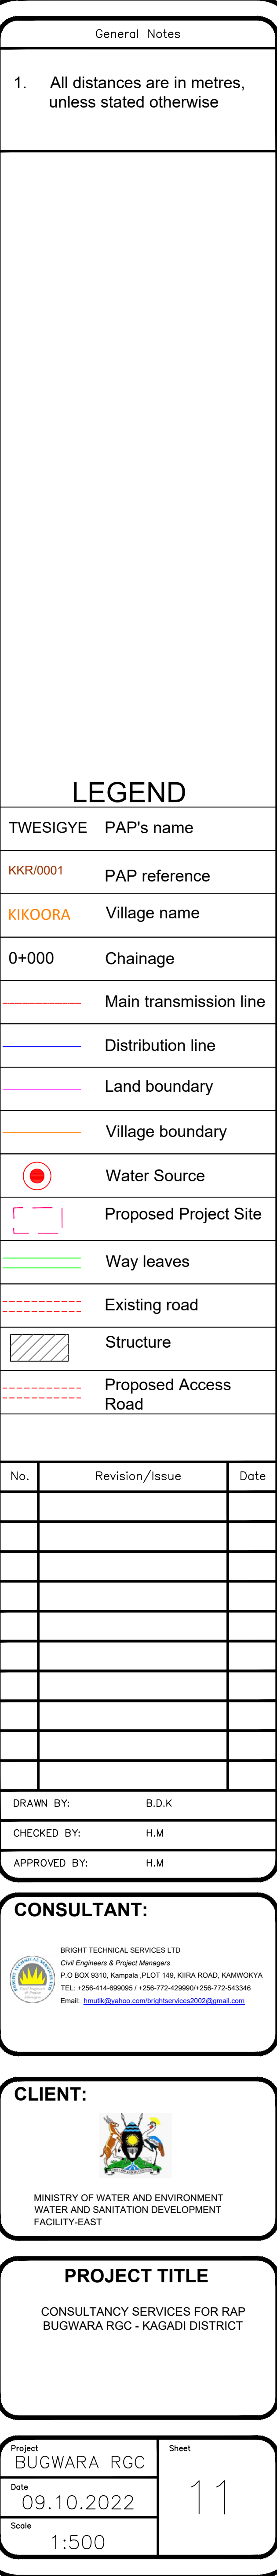 General Notes
1. All distances are in metres,
unless stated otherwise
LEGEND
TWESIGYE PAP's name
KKR/0001 PAP reference
KIKOORA Village name
0+000 Chainage
Main transmission line
Distribution line
Land boundary
Village boundary
Water Source
Proposed Project Site
Way leaves
Existing road
Structure
Proposed Access
Road
No. Revision/Issue Date
DRAWN BY: B.D.K
CHECKED BY: H.M
APPROVED BY: H.M
CONSULTANT:
BRIGHT TECHNICAL SERVICES LTD
Civil Engineers & Project Managers
P.O BOX 9310, Kampala ,PLOT 149, KIIRA ROAD, KAMWOKYA
TEL: +256-414-699095 / +256-772-429990/+256-772-543346
Email: hmutik@yahoo.com/brightservices2002@gmail.com
CLIENT:
MINISTRY OF WATER AND ENVIRONMENT
WATER AND SANITATION DEVELOPMENT
FACILITY-EAST
PROJECT TITLE
CONSULTANCY SERVICES FOR RAP
BUGWARA RGC - KAGADI DISTRICT
Project
BUGWARA RGC
Date
09.10.2022
Scale
1:500
Sheet
11